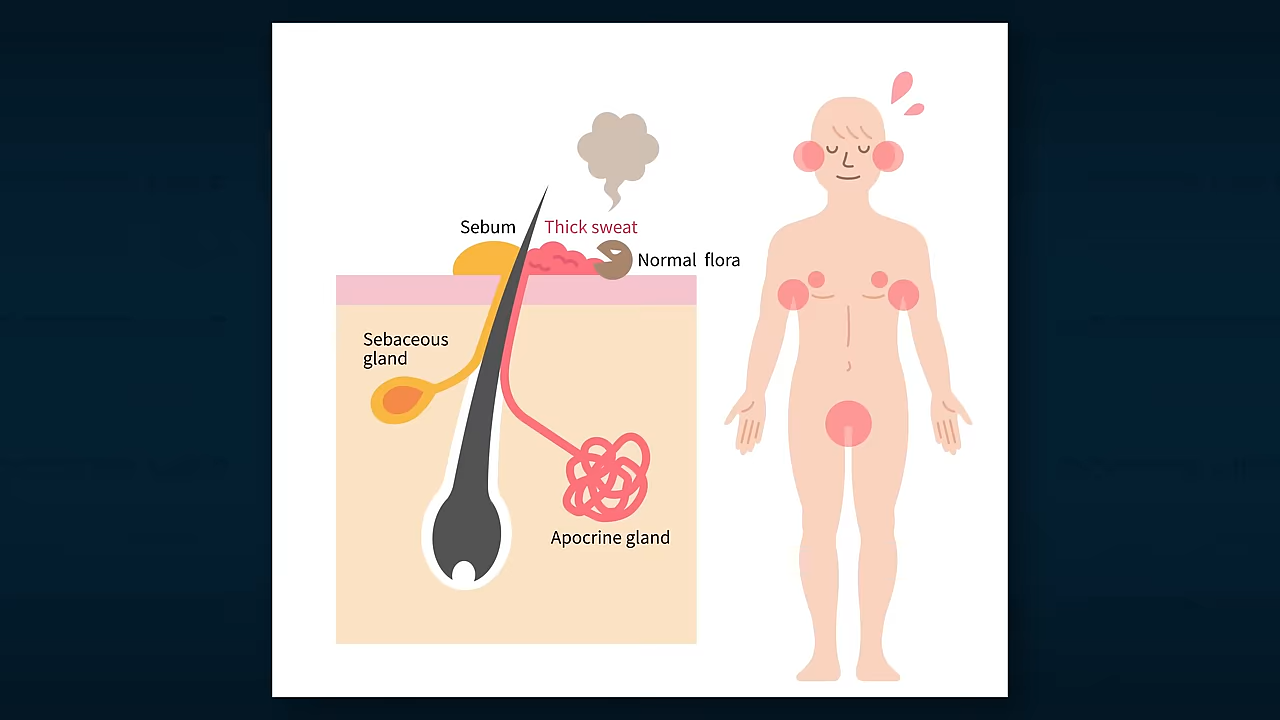 Sebum
Thick sweat
Normal flora
Sebaceous
gland
Apocrine gland